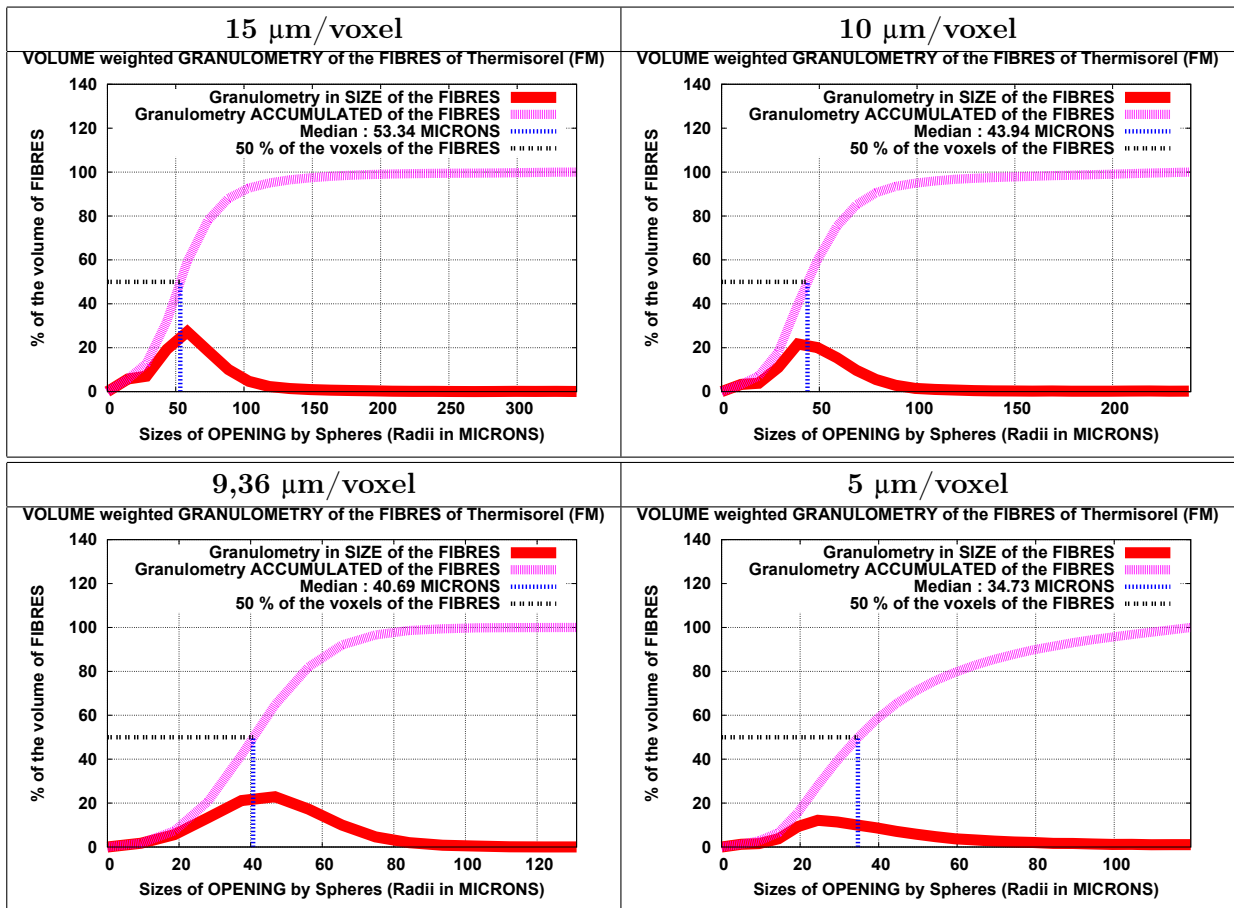 15 µm/voxel
VOLUME weighted GRANULOMETRY of the FIBRES of Thermisorel (FM)
140
120
100
80
60
40
20
0
% of the volume of FIBRES
Granulometry in SIZE of the FIBRES
Granulometry ACCUMULATED of the FIBRES
Median : 53.34 MICRONS
50 % of the voxels of the FIBRES
0 50 100 150 200 250 300
Sizes of OPENING by Spheres (Radii in MICRONS)
10 µm/voxel
VOLUME weighted GRANULOMETRY of the FIBRES of Thermisorel (FM)
140
120
100
80
60
40
20
0
% of the volume of FIBRES
Granulometry in SIZE of the FIBRES
Granulometry ACCUMULATED of the FIBRES
Median : 43.94 MICRONS
50 % of the voxels of the FIBRES
0 50 100 150 200
Sizes of OPENING by Spheres (Radii in MICRONS)
9,36 µm/voxel
VOLUME weighted GRANULOMETRY of the FIBRES of Thermisorel (FM)
140
120
100
80
60
40
20
0
% of the volume of FIBRES
Granulometry in SIZE of the FIBRES
Granulometry ACCUMULATED of the FIBRES
Median : 40.69 MICRONS
50 % of the voxels of the FIBRES
0 20 40 60 80 100 120
Sizes of OPENING by Spheres (Radii in MICRONS)
5 µm/voxel
VOLUME weighted GRANULOMETRY of the FIBRES of Thermisorel (FM)
140
120
100
80
60
40
20
0
% of the volume of FIBRES
Granulometry in SIZE of the FIBRES
Granulometry ACCUMULATED of the FIBRES
Median : 34.73 MICRONS
50 % of the voxels of the FIBRES
0 20 40 60 80 100
Sizes of OPENING by Spheres (Radii in MICRONS)